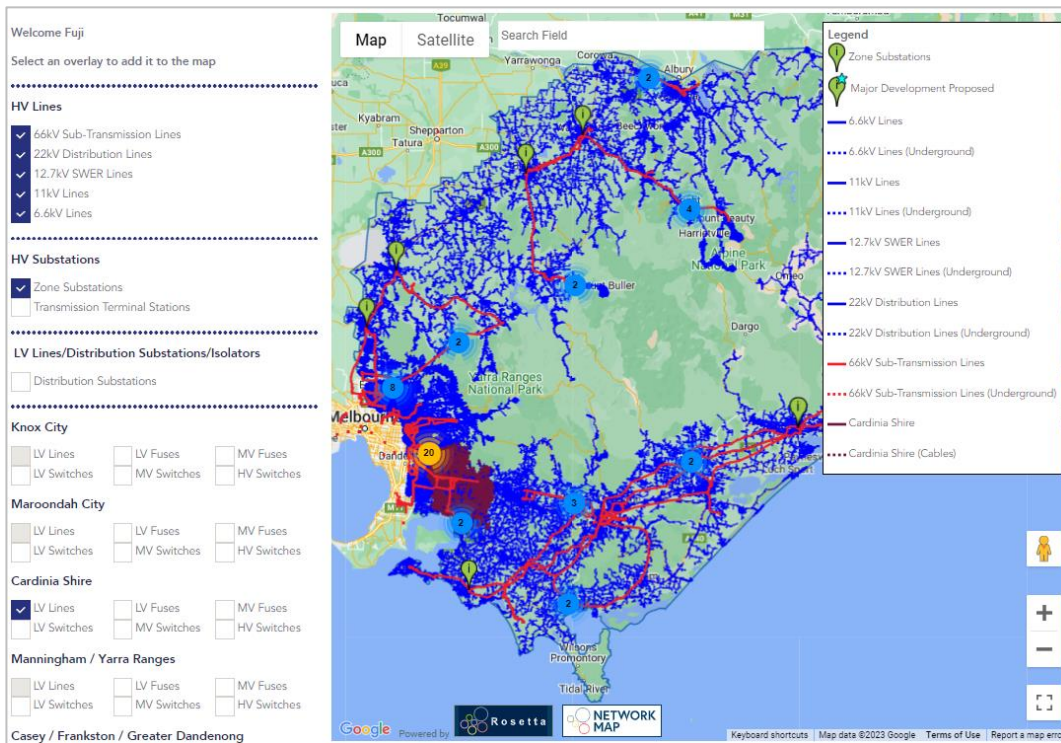 Welcome Fuji
Select an overlay to add it to the map
HV Lines
66kV Sub-Transmission Lines
22kV Distribution Lines
12.7kV SWER Lines
11kV Lines
6.6kV Lines
HV Substations
Zone Substations
Transmission Terminal Stations
LV Lines/Distribution Substations/Isolators
Distribution Substations
Knox City
LV Lines LV Fuses MV Fuses
LV Switches MV Switches HV Switches
Maroondah City
LV Lines LV Fuses MV Fuses
LV Switches MV Switches HV Switches
Cardinia Shire
LV Lines LV Fuses MV Fuses
LV Switches MV Switches HV Switches
Manningham / Yarra Ranges
LV Lines LV Fuses MV Fuses
LV Switches MV Switches HV Switches
Casey / Frankston / Greater Dandenong
Map Satellite Search Field
Tocumwal
Yarrawonga
Corowa
Albury
A39
M31
Kyabram
Shepparton
Tatura
A300
A300
2
4
Harrietville
Alpine
National Park
2
Omeo
Dargo
2
Yarra Ranges
National Park
8
20
2
3
2
2
Promontory
Tidal River
Legend
Zone Substations
Major Development Proposed
6.6kV Lines
6.6kV Lines (Underground)
11kV Lines
11kV Lines (Underground)
12.7kV SWER Lines
12.7kV SWER Lines (Underground)
22kV Distribution Lines
22kV Distribution Lines (Underground)
66kV Sub-Transmission Lines
66kV Sub-Transmission Lines (Underground)
Cardinia Shire
Cardinia Shire (Cables)
Google
Powered by
Rosetta
NETWORK
MAP
Keyboard shortcuts Map data ©2023 Google Terms of Use Report a map error